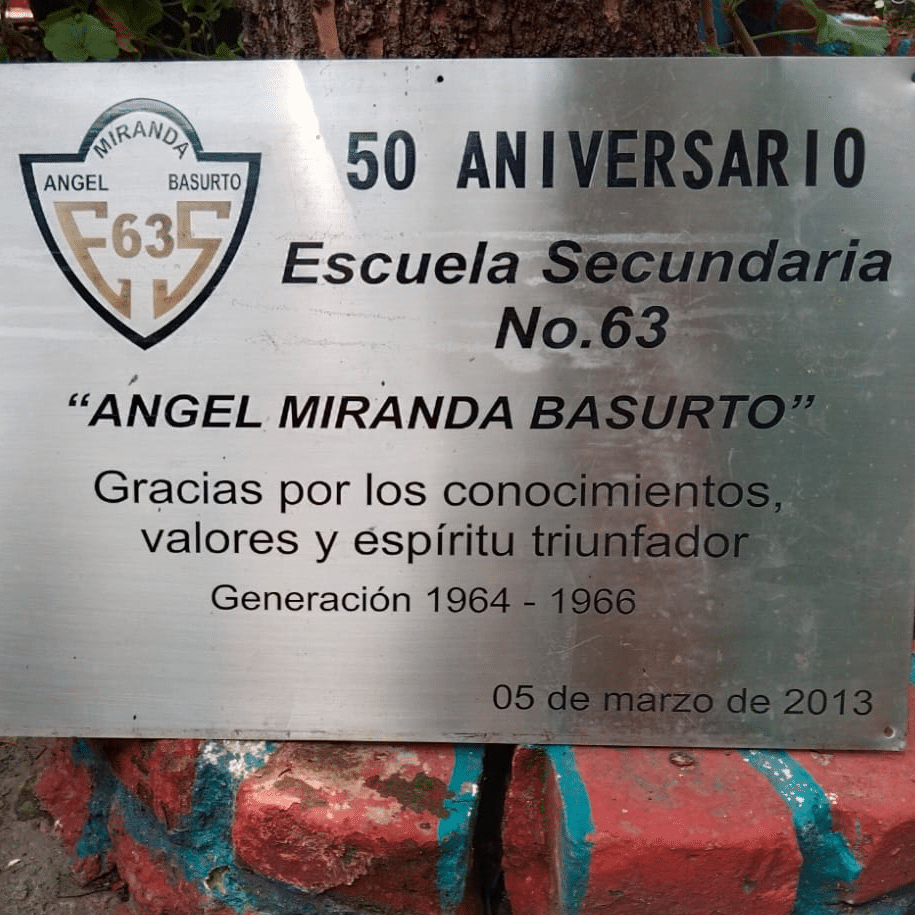 MIRANDA
ANGEL BASURTO
E63S
50 ANIVERSARIO
Escuela Secundaria
No.63
“ANGEL MIRANDA BASURTO”
Gracias por los conocimientos,
valores y espíritu triunfador
Generación 1964 - 1966
05 de marzo de 2013